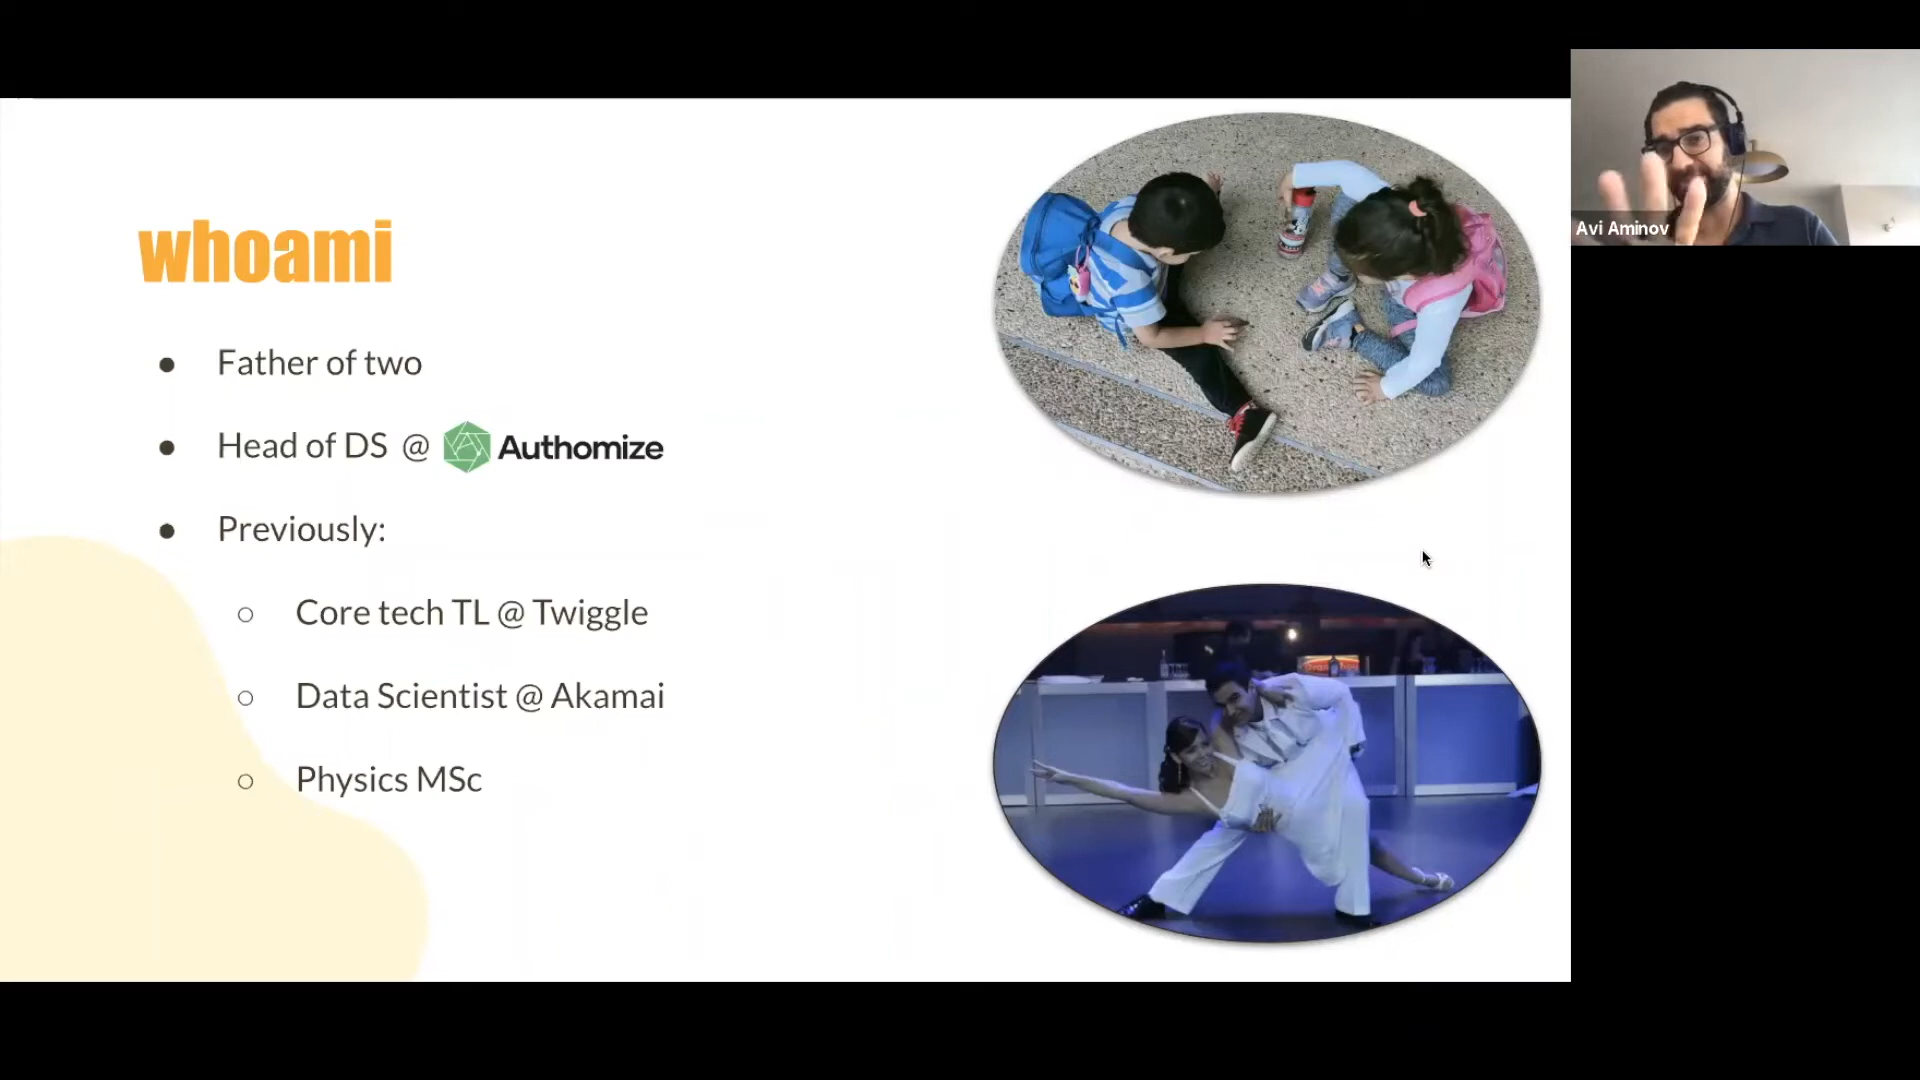 whoami
Father of two
Head of DS @ Authomize
Previously:
Core tech TL @ Twiggle
Data Scientist @ Akamai
Physics MSc
Avi Aminov